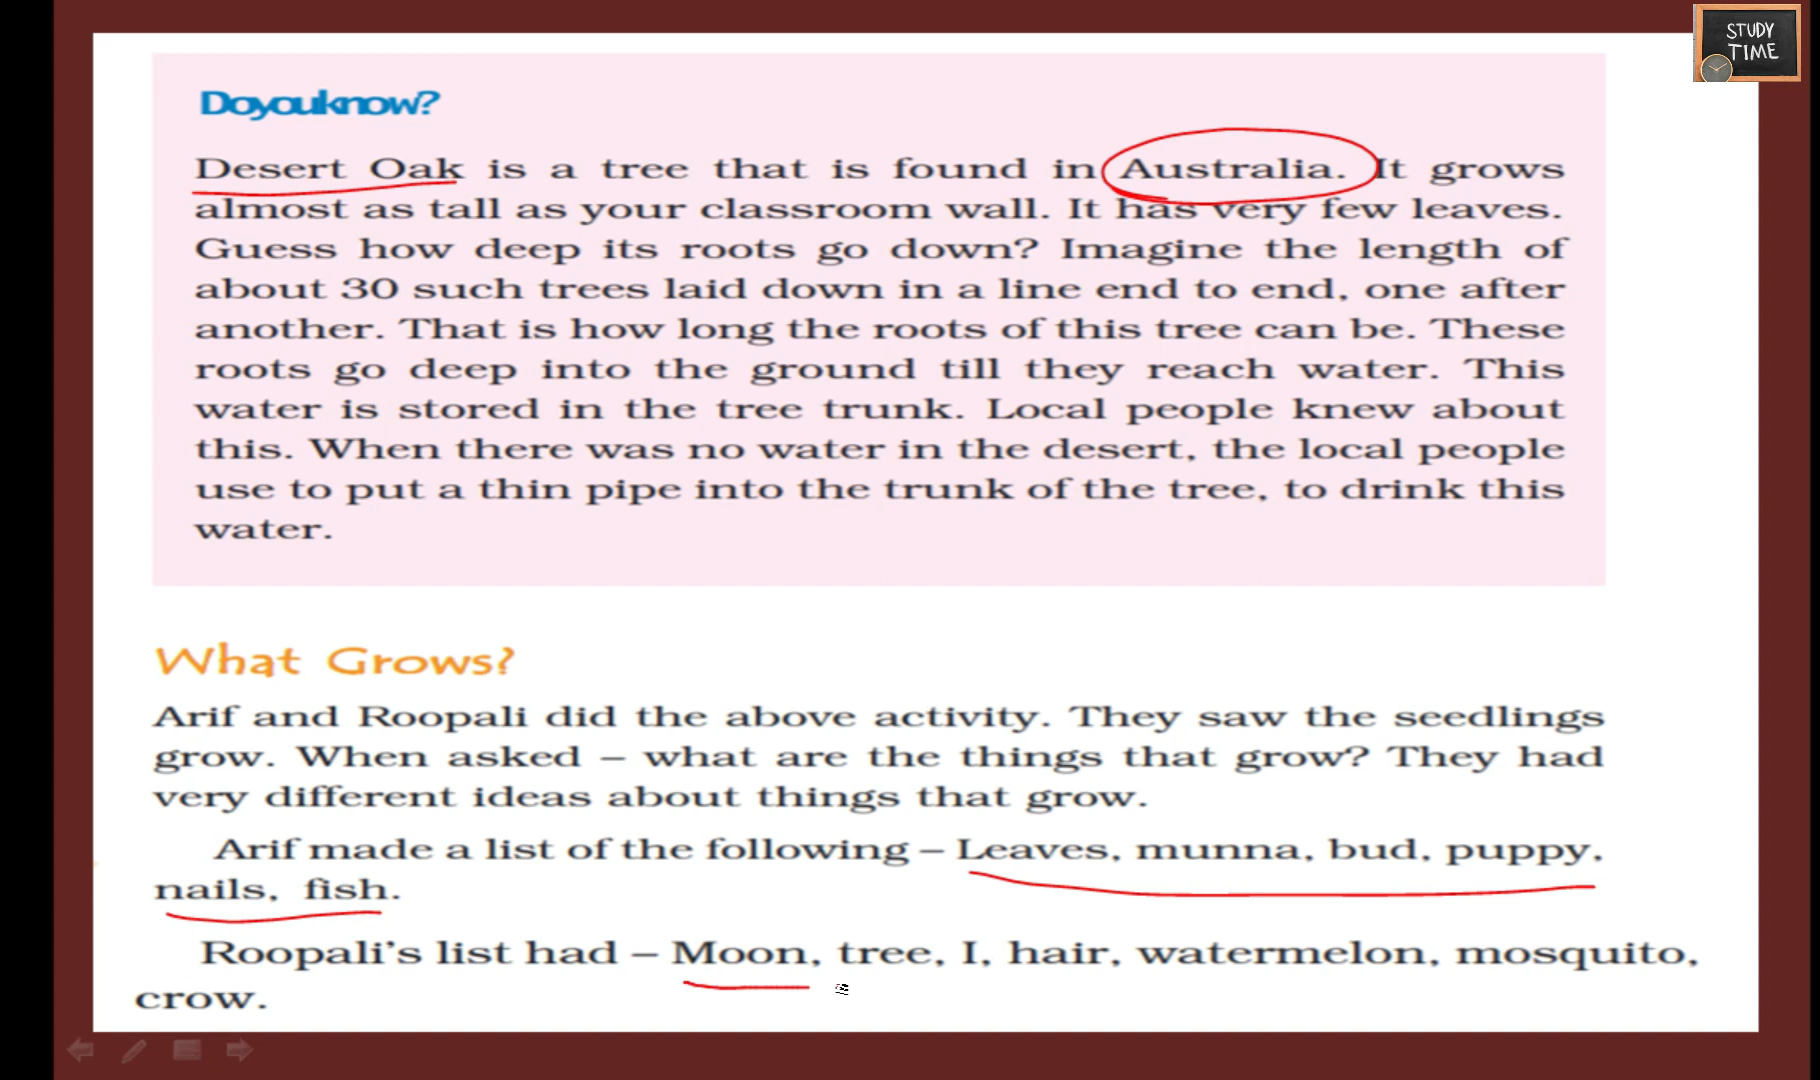 STUDY
TIME
Do you know?
Desert Oak is a tree that is found in Australia. It grows
almost as tall as your classroom wall. It has very few leaves.
Guess how deep its roots go down? Imagine the length of
about 30 such trees laid down in a line end to end, one after
another. That is how long the roots of this tree can be. These
roots go deep into the ground till they reach water. This
water is stored in the tree trunk. Local people knew about
this. When there was no water in the desert, the local people
use to put a thin pipe into the trunk of the tree, to drink this
water.
What Grows?
Arif and Roopali did the above activity. They saw the seedlings
grow. When asked – what are the things that grow? They had
very different ideas about things that grow.
Arif made a list of the following – Leaves, munna, bud, puppy,
nails, fish.
Roopali's list had – Moon, tree, I, hair, watermelon, mosquito,
crow.